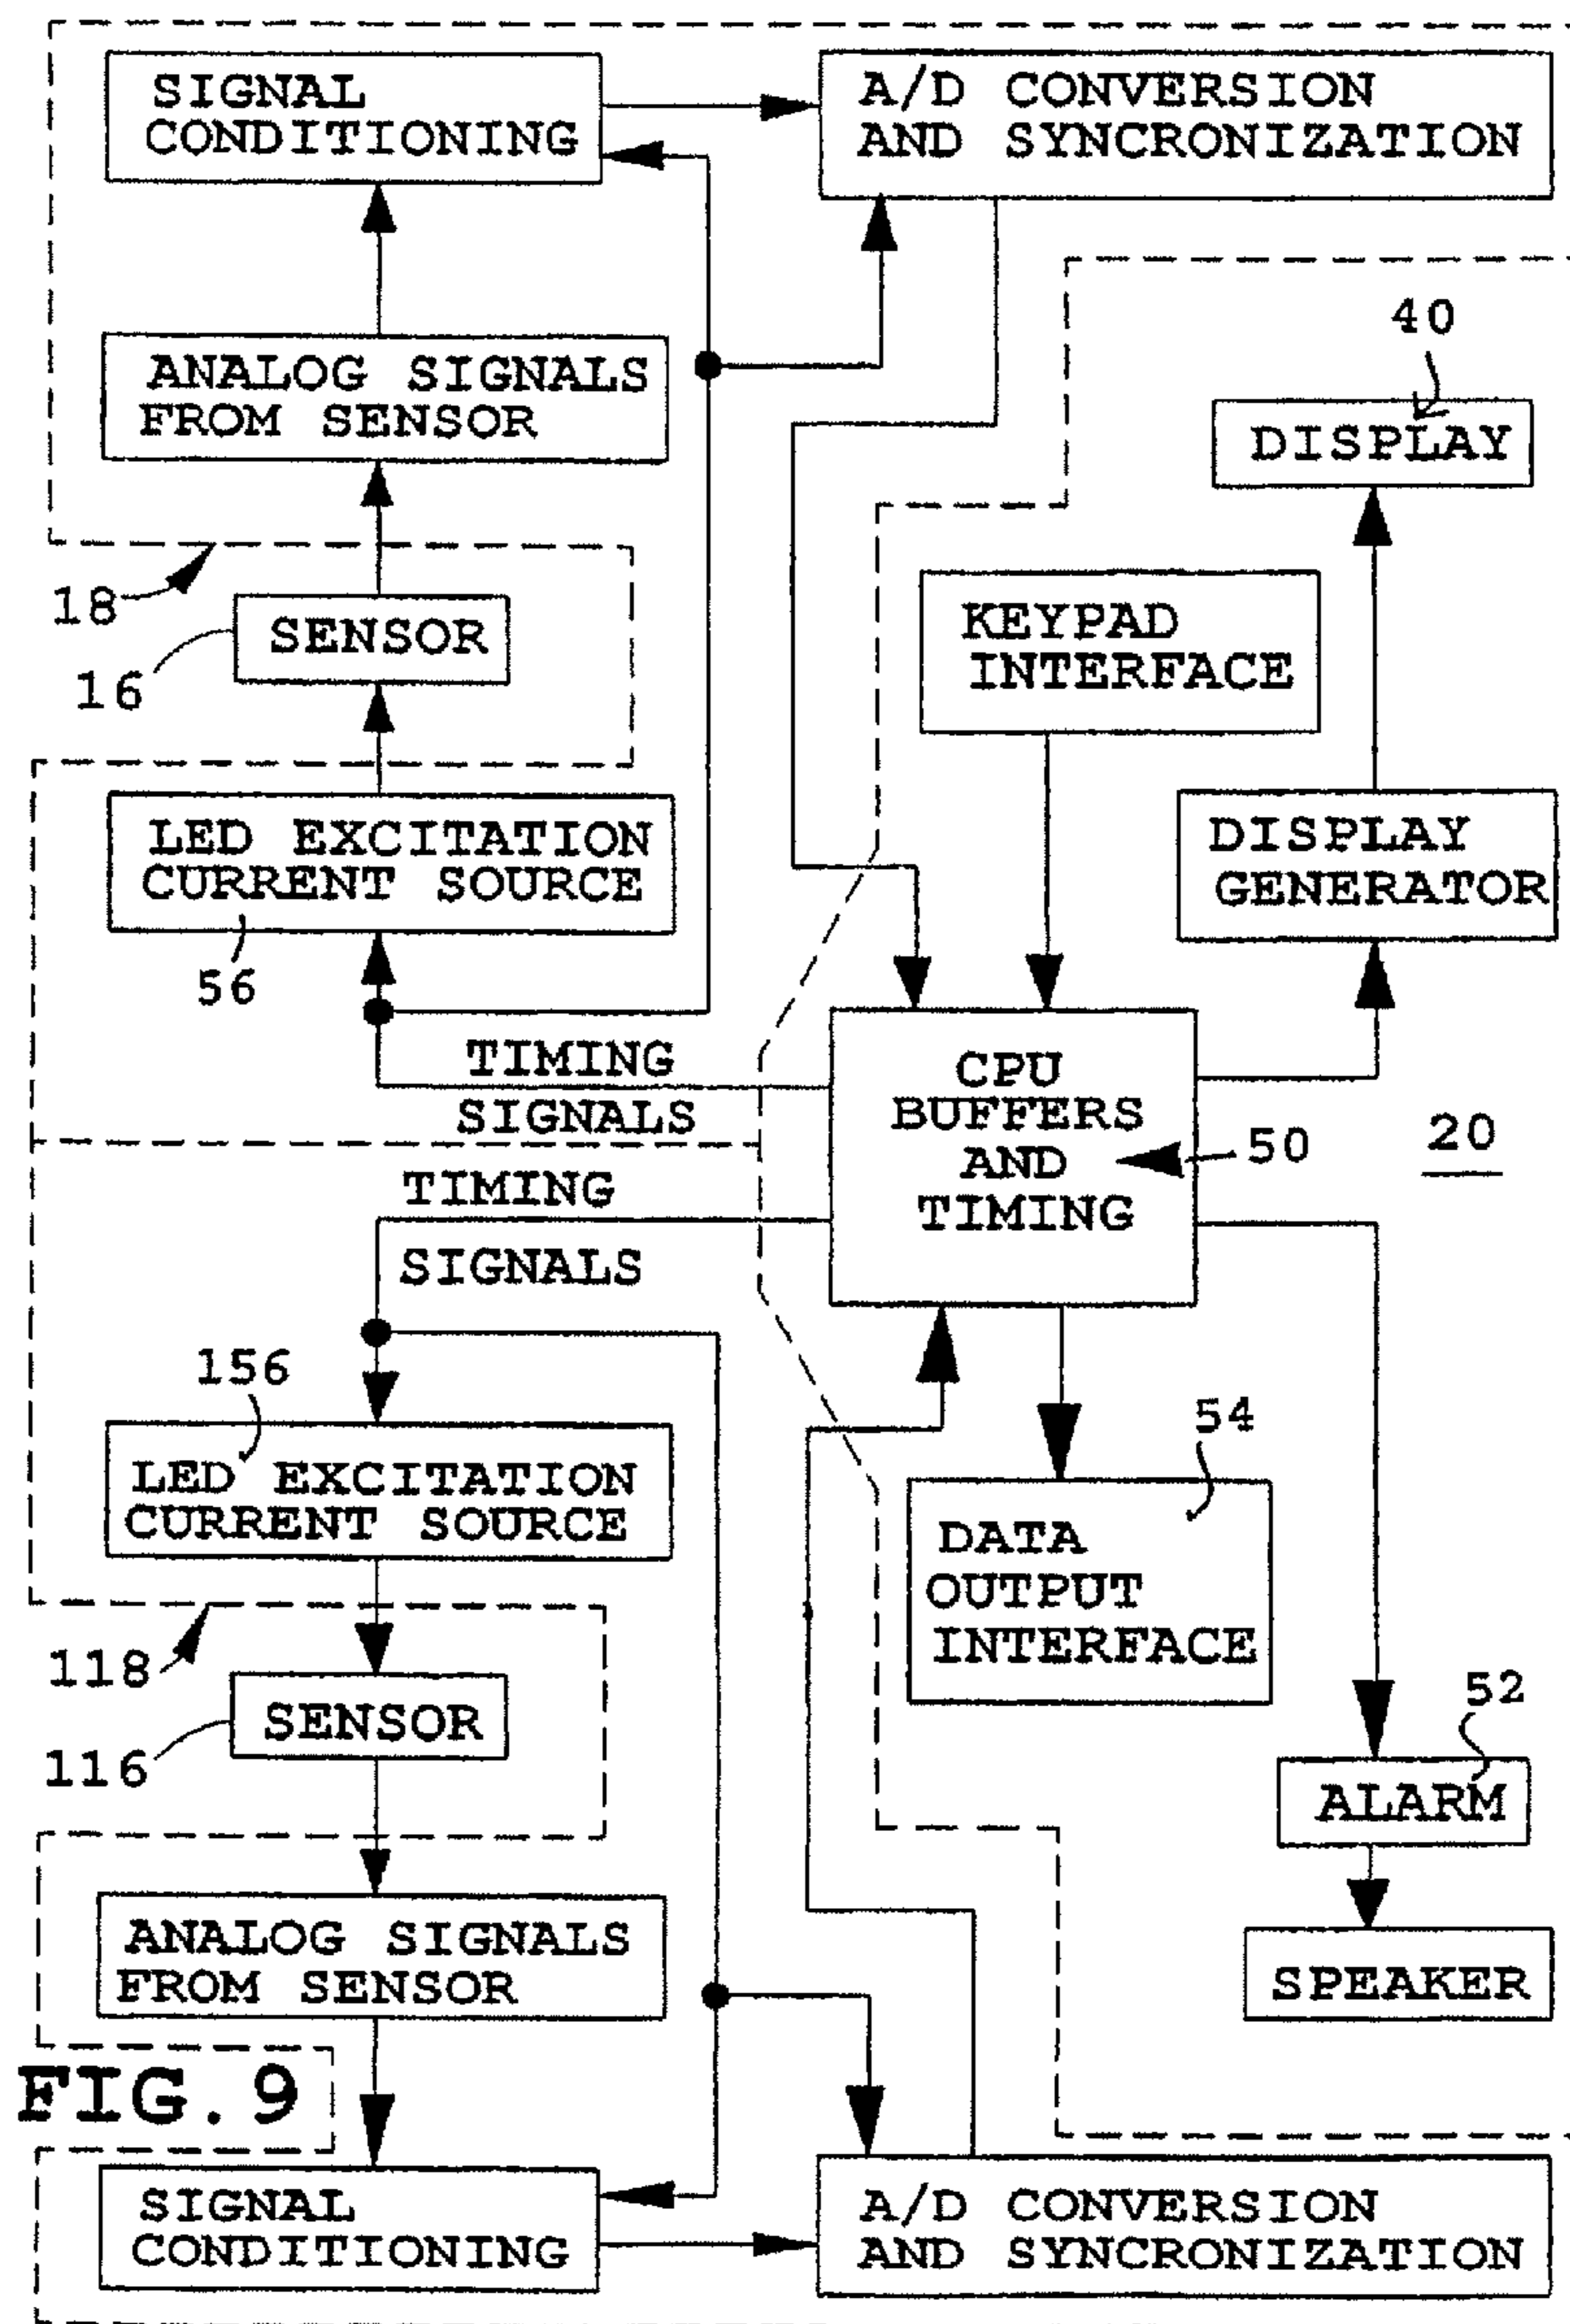 SIGNAL
CONDITIONING
A/D CONVERSION
AND SYNCRONIZATION
40
ANALOG SIGNALS
FROM SENSOR
DISPLAY
18
SENSOR
16
KEYPAD
INTERFACE
LED EXCITATION
CURRENT SOURCE
56
DISPLAY
GENERATOR
TIMING
SIGNALS
CPU
BUFFERS
AND
TIMING
50
20
TIMING
SIGNALS
156
LED EXCITATION
CURRENT SOURCE
54
DATA
OUTPUT
INTERFACE
118
SENSOR
116
52
ALARM
ANALOG SIGNALS
FROM SENSOR
SPEAKER
FIG. 9
SIGNAL
CONDITIONING
A/D CONVERSION
AND SYNCRONIZATION